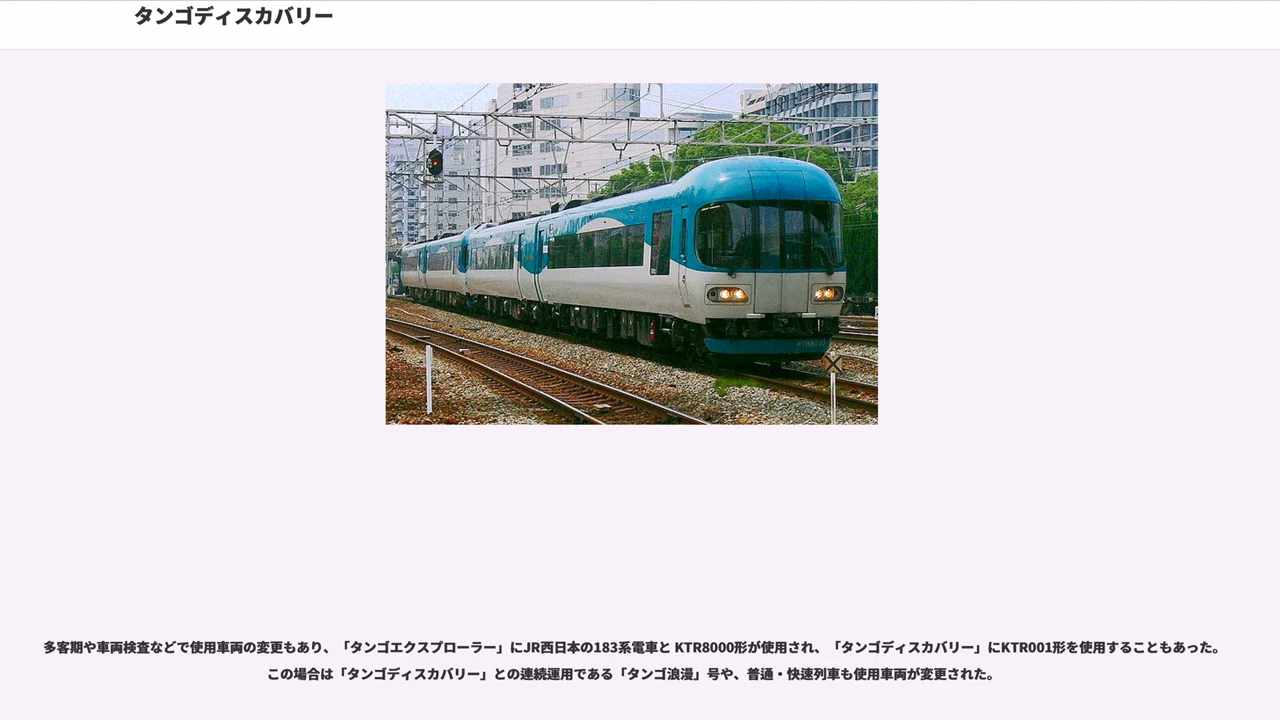 タンゴディスカバリー
多客期や車両検査などで使用車両の変更もあり、「タンゴエクスプローラー」にJR西日本の183系電車と KTR8000形が使用され、「タンゴディスカバリー」にKTR001形を使用することもあった。
この場合は「タンゴディスカバリー」との連続運用である「タンゴ浪漫」号や、普通・快速列車も使用車両が変更された。